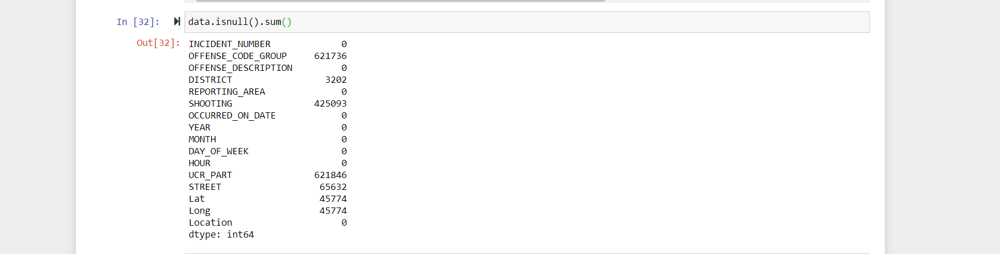 In [32]: data.isnull().sum()
Out[32]: INCIDENT_NUMBER 0
OFFENSE_CODE_GROUP 621736
OFFENSE_DESCRIPTION 0
DISTRICT 3202
REPORTING_AREA 0
SHOOTING 425093
OCCURRED_ON_DATE 0
YEAR 0
MONTH 0
DAY_OF_WEEK 0
HOUR 0
UCR_PART 621846
STREET 65632
Lat 45774
Long 45774
Location 0
dtype: int64